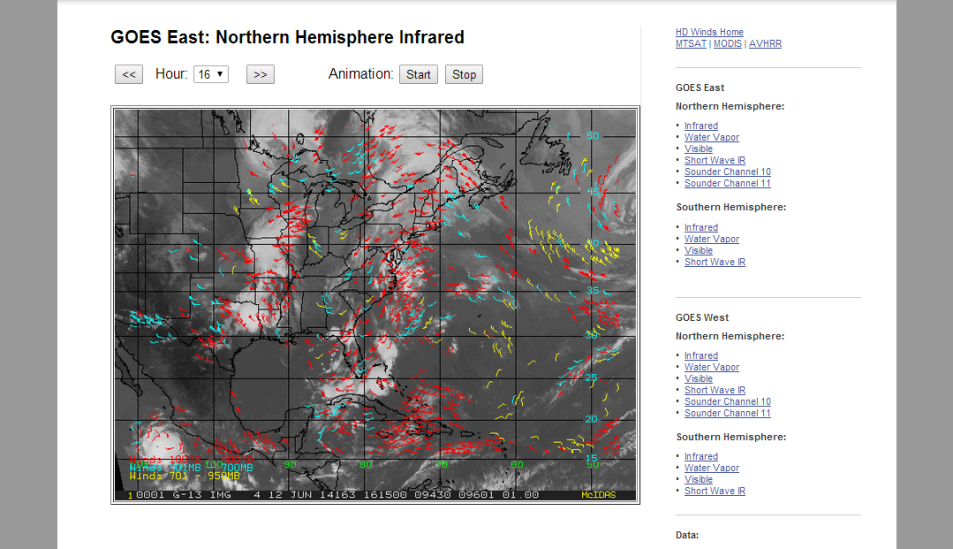 GOES East: Northern Hemisphere Infrared
<< Hour: 16 ▼ >> Animation: Start Stop
50
45
40
35
30
25
20
15
Winds
100 90 80 70 60 50
Winds 401MB - 700MB
Winds 701 - 950MB
1 0001 G-13 IMG 4 12 JUN 14163 161500 09430 09601 01.00 McIDAS
HD Winds Home
MTSAT | MODIS | AVHRR
GOES East
Northern Hemisphere:
• Infrared
• Water Vapor
• Visible
• Short Wave IR
• Sounder Channel 10
• Sounder Channel 11
Southern Hemisphere:
• Infrared
• Water Vapor
• Visible
• Short Wave IR
GOES West
Northern Hemisphere:
• Infrared
• Water Vapor
• Visible
• Short Wave IR
• Sounder Channel 10
• Sounder Channel 11
Southern Hemisphere:
• Infrared
• Water Vapor
• Visible
• Short Wave IR
Data: